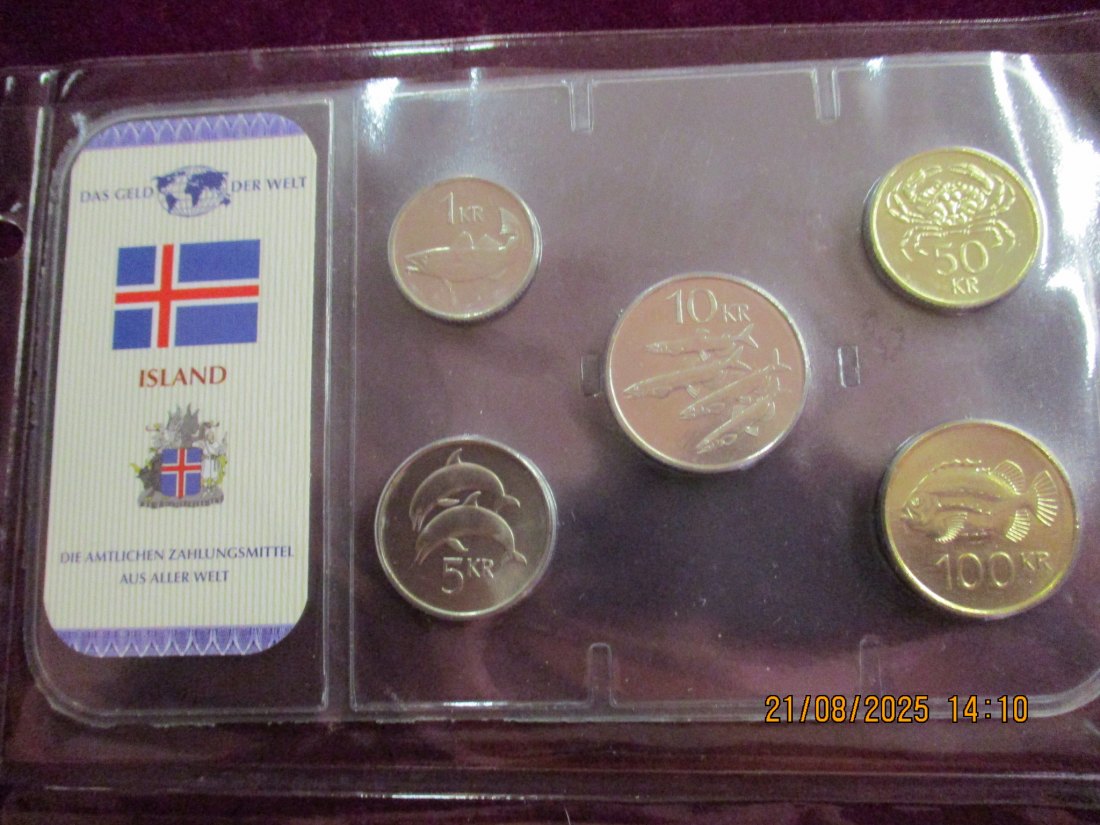 DAS GELD DER WELT
ISLAND
DIE AMTLICHEN ZAHLUNGSMITTEL
AUS ALLER WELT
1 KR
50
KR
10 KR
5 KR
100 KR
21/08/2025 14:10